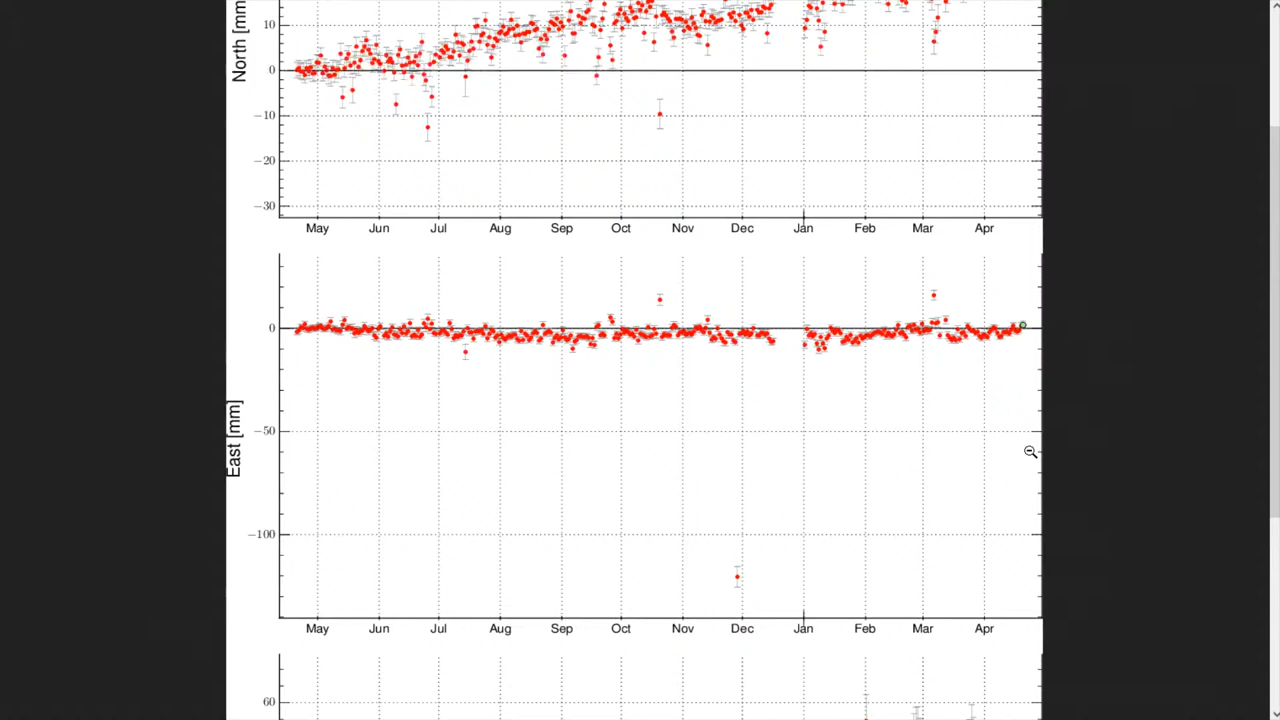 North [mm
10
0
−10
−20
−30
May Jun Jul Aug Sep Oct Nov Dec Jan Feb Mar Apr
East [mm]
0
−50
−100
May Jun Jul Aug Sep Oct Nov Dec Jan Feb Mar Apr
60